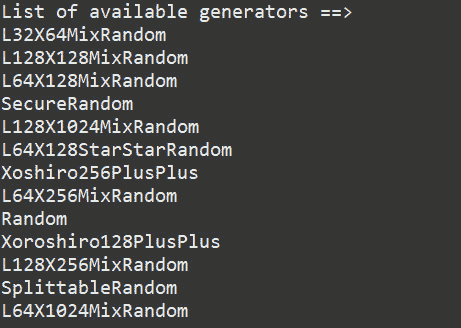 List of available generators ==>
L32X64MixRandom
L128X128MixRandom
L64X128MixRandom
SecureRandom
L128X1024MixRandom
L64X128StarStarRandom
Xoshiro256PlusPlus
L64X256MixRandom
Random
Xoroshiro128PlusPlus
L128X256MixRandom
SplittableRandom
L64X1024MixRandom